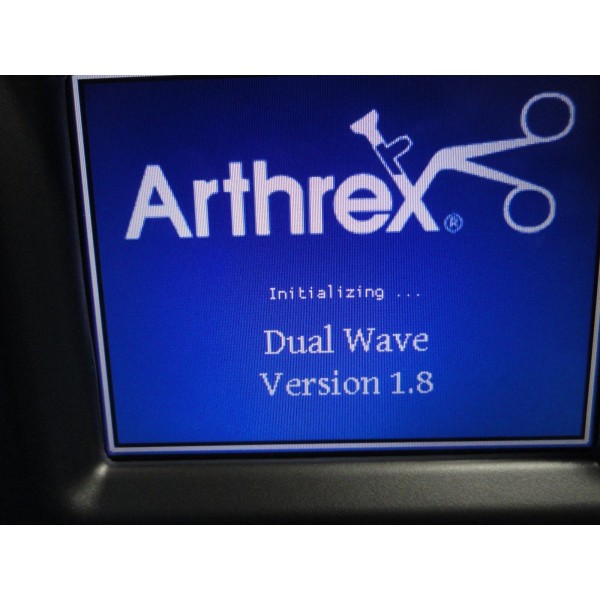 Arthrex®
Initializing ...
Dual Wave
Version 1.8